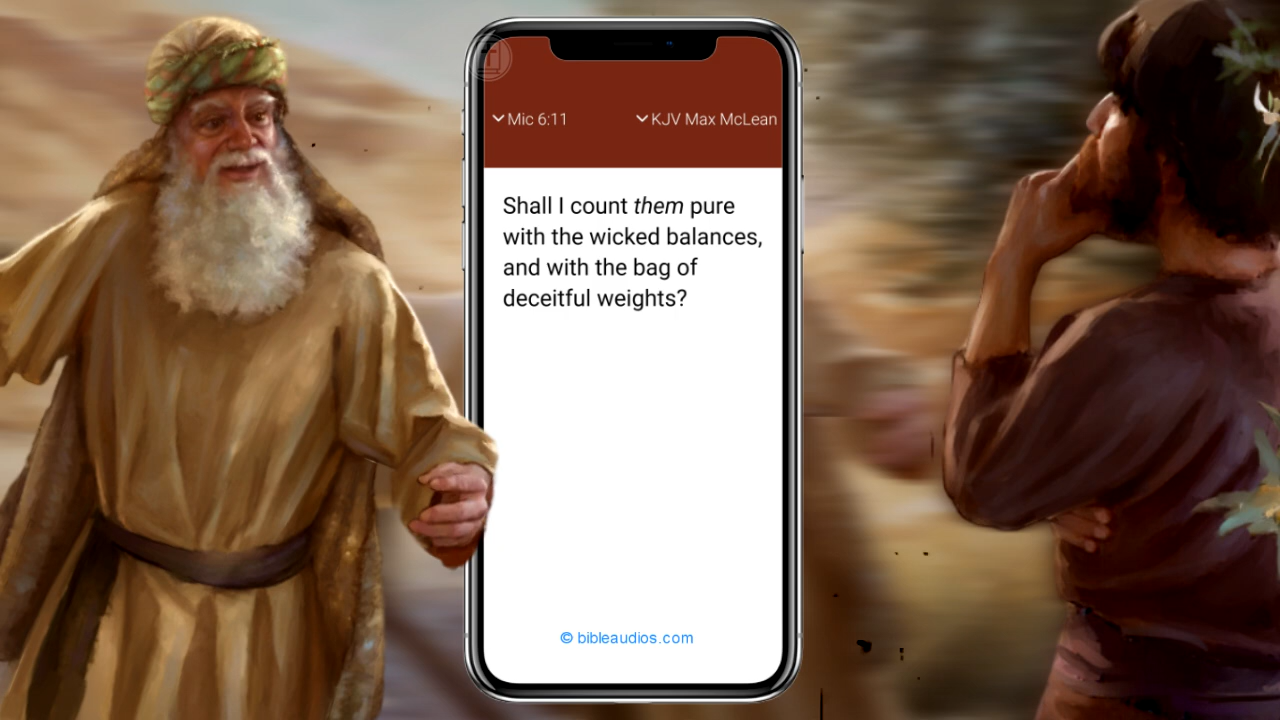 Mic 6:11
KJV Max McLean
Shall I count them pure
with the wicked balances,
and with the bag of
deceitful weights?
© bibleaudios.com